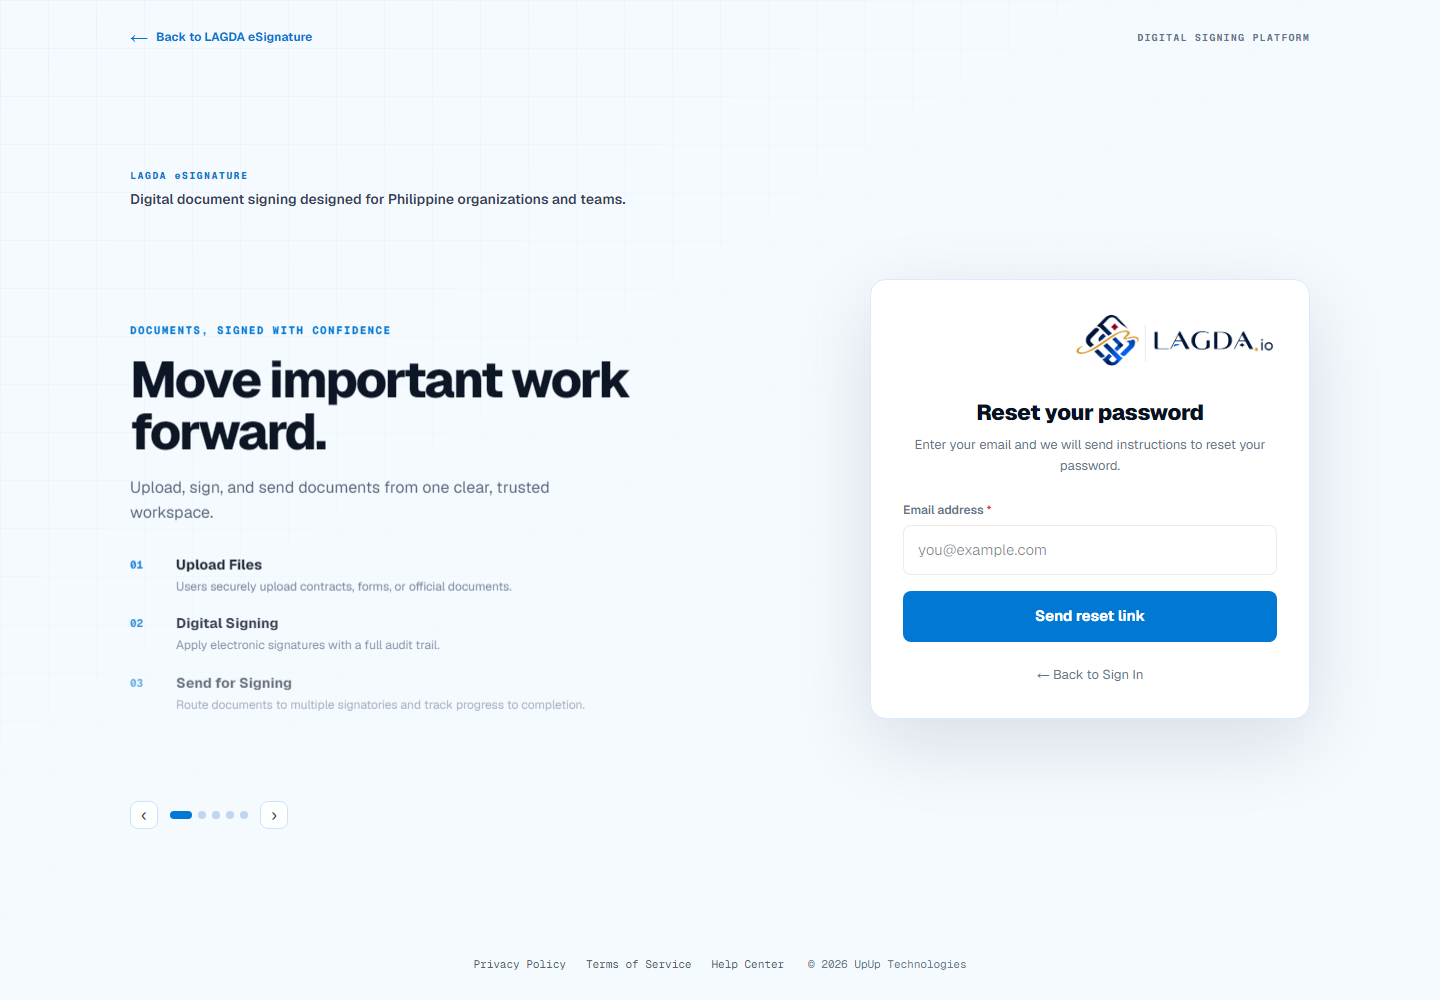 ← Back to LAGDA eSignature
DIGITAL SIGNING PLATFORM
LAGDA eSIGNATURE
Digital document signing designed for Philippine organizations and teams.
DOCUMENTS, SIGNED WITH CONFIDENCE
Move important work
forward.
Upload, sign, and send documents from one clear, trusted
workspace.
01 Upload Files
Users securely upload contracts, forms, or official documents.
02 Digital Signing
Apply electronic signatures with a full audit trail.
03 Send for Signing
Route documents to multiple signatories and track progress to completion.
‹ ›
LAGDA.io
Reset your password
Enter your email and we will send instructions to reset your
password.
Email address *
you@example.com
Send reset link
← Back to Sign In
Privacy Policy Terms of Service Help Center © 2026 UpUp Technologies